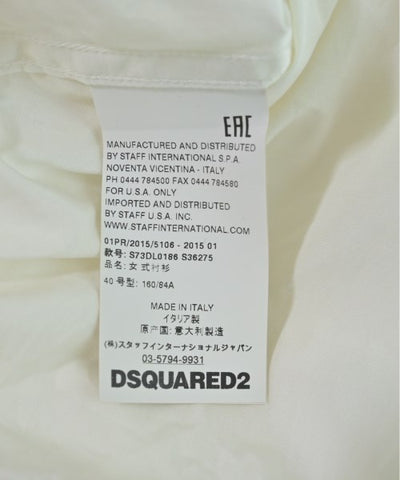 EAC
MANUFACTURED AND DISTRIBUTED
BY STAFF INTERNATIONAL S.P.A.
NOVENTA VICENTINA - ITALY
PH 0444 784500 FAX 0444 784580
FOR U.S.A. ONLY
IMPORTED AND DISTRIBUTED
BY STAFF U.S.A. INC.
WWW.STAFFINTERNATIONAL.COM
01PR/2015/5106 - 2015 01
款号: S73DL0186 S36275
品名: 女式衬衫
40 号型: 160/84A
MADE IN ITALY
イタリア製
原产国: 意大利制造
(株)スタッフインターナショナルジャパン
03-5794-9931
DSQUARED2